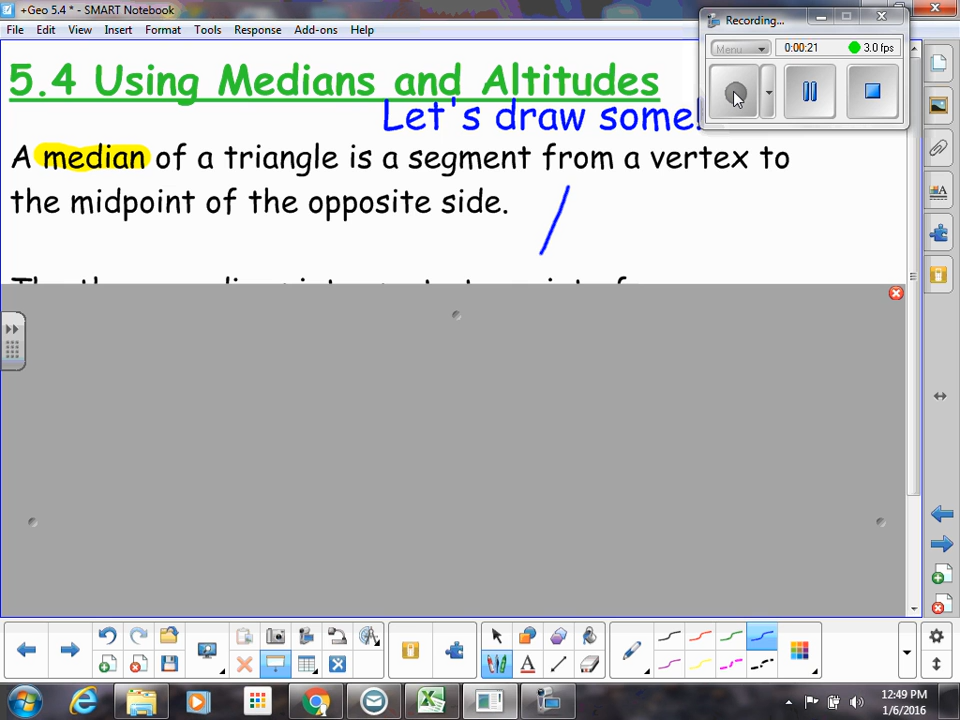 +Geo 5.4 * - SMART Notebook
File Edit View Insert Format Tools Response Add-ons Help
Recording...
Menu 0:00:21 3.0 fps
5.4 Using Medians and Altitudes
Let's draw some!
A median of a triangle is a segment from a vertex to
the midpoint of the opposite side.
12:49 PM
1/6/2016